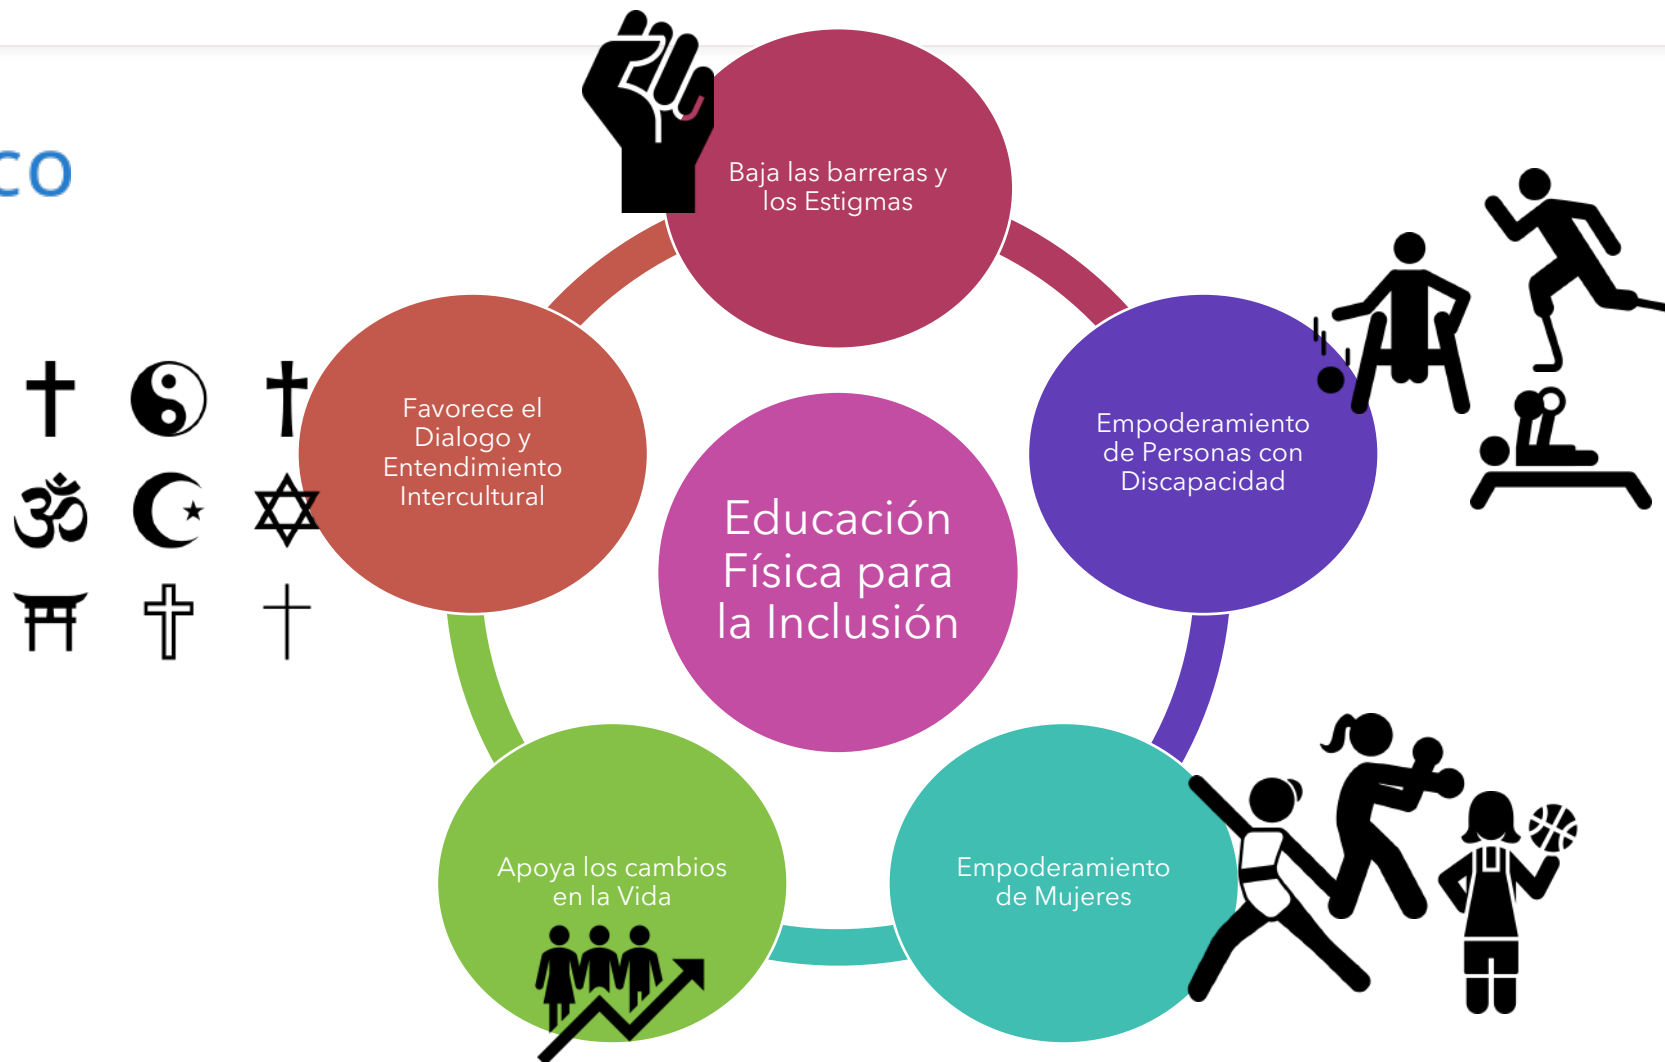 co
Baja las barreras y
los Estigmas
Favorece el
Dialogo y
Entendimiento
Intercultural
Empoderamiento
de Personas con
Discapacidad
Educación
Física para
la Inclusión
Apoya los cambios
en la Vida
Empoderamiento
de Mujeres